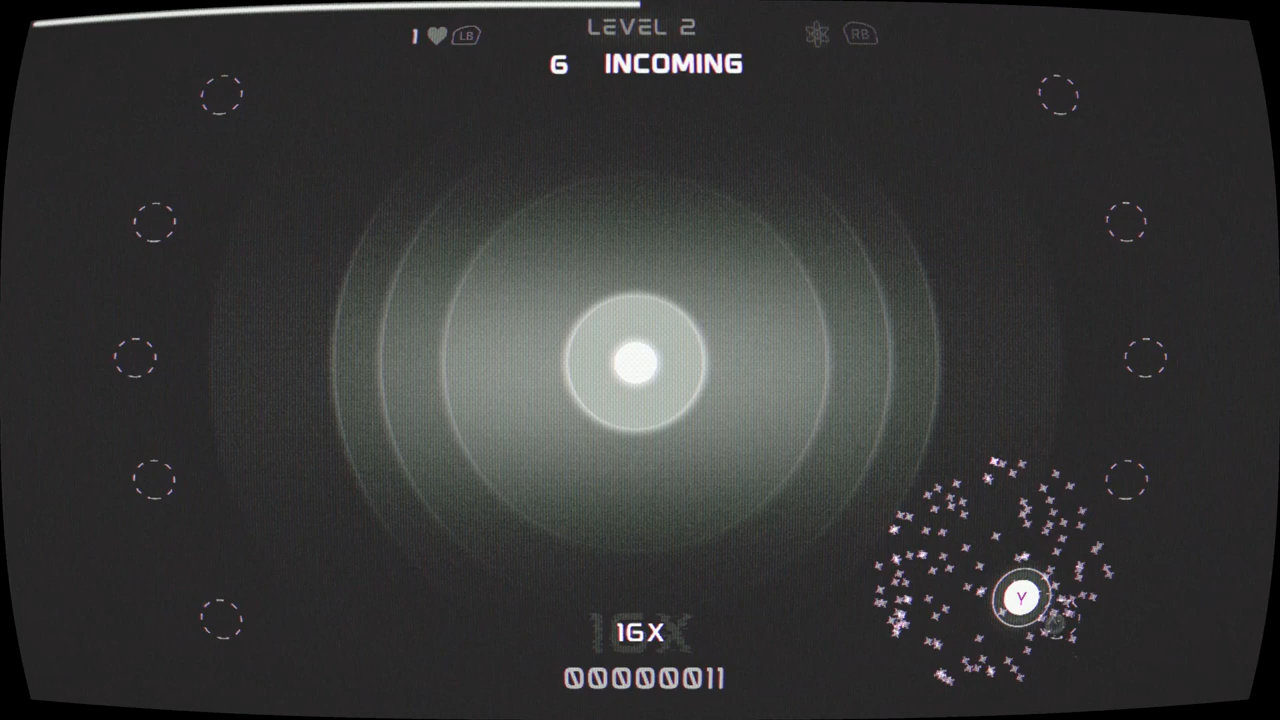 LEVEL 2
1 LB
RB
6 INCOMING
Y
16X
00000011